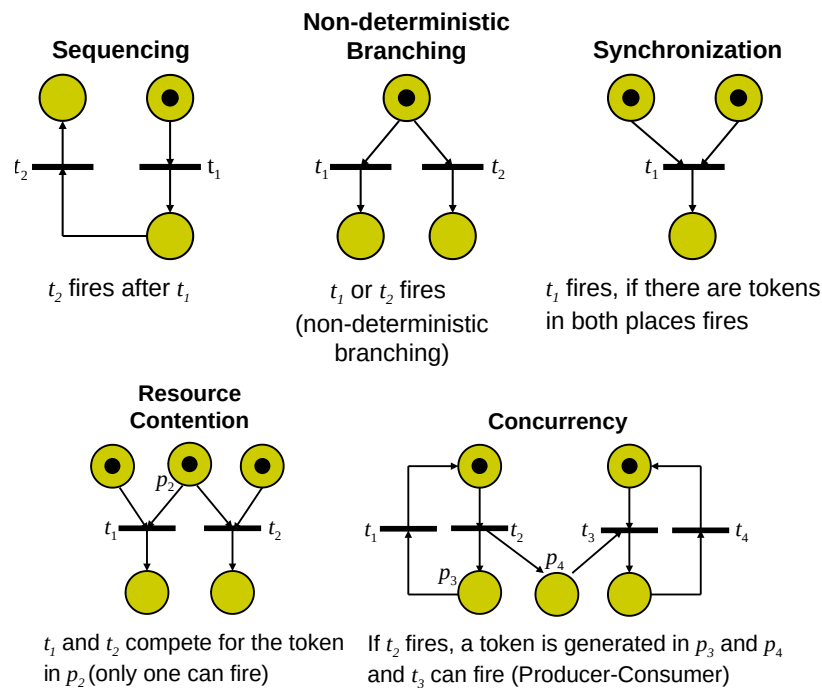 Sequencing
t2
t1
t2 fires after t1
Non-deterministic
Branching
t1
t2
t1 or t2 fires
(non-deterministic
branching)
Synchronization
t1
t1 fires, if there are tokens
in both places fires
Resource
Contention
p2
t1
t2
t1 and t2 compete for the token
in p2 (only one can fire)
Concurrency
t1
t2
t3
t4
p3
p4
If t2 fires, a token is generated in p3 and p4
and t3 can fire (Producer-Consumer)